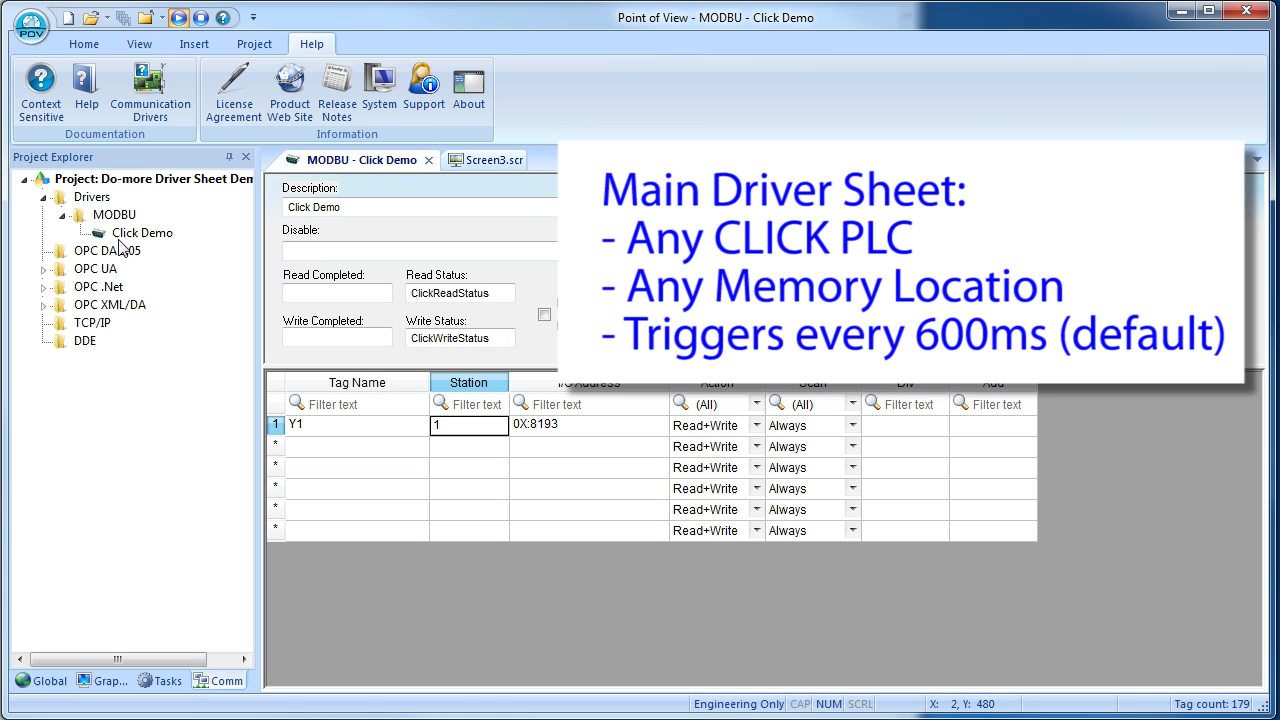 Point of View - MODBU - Click Demo
POV
Home View Insert Project Help
Context Sensitive
Help
Communication Drivers
Documentation
License Agreement
Product Web Site
Release Notes
System
Support
About
Information
Project Explorer
Project: Do-more Driver Sheet Dem
Drivers
MODBU
Click Demo
OPC DA
05
OPC UA
OPC .Net
OPC XML/DA
TCP/IP
DDE
Global Grap... Tasks Comm
MODBU - Click Demo
Screen3.scr
Description:
Click Demo
Disable:
Read Completed: Read Status:
ClickReadStatus
Write Completed: Write Status:
ClickWriteStatus
Main Driver Sheet:
- Any CLICK PLC
- Any Memory Location
- Triggers every 600ms (default)
Tag Name Station I/O Address Action Scan Div Add
Filter text Filter text Filter text (All) (All) Filter text Filter text
1 Y1 1 0X:8193 Read+Write Always
* Read+Write Always
* Read+Write Always
* Read+Write Always
* Read+Write Always
* Read+Write Always
Engineering Only CAP NUM SCRL X: 2, Y: 480 Tag count: 179